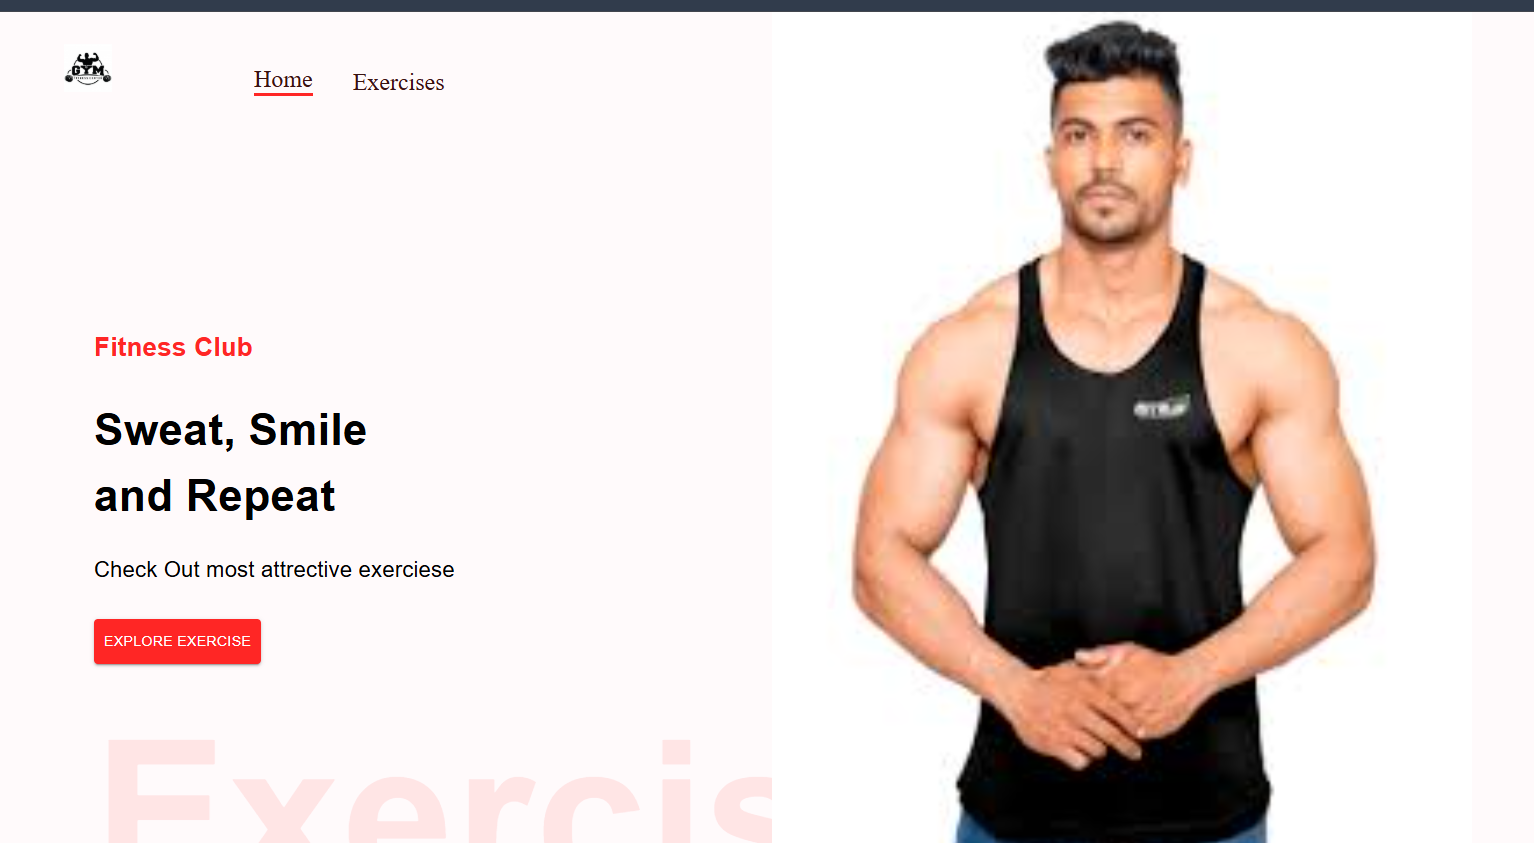 GYM
Home
Exercises
Fitness Club
Sweat, Smile
and Repeat
Check Out most attrective exerciese
EXPLORE EXERCISE
Exercis